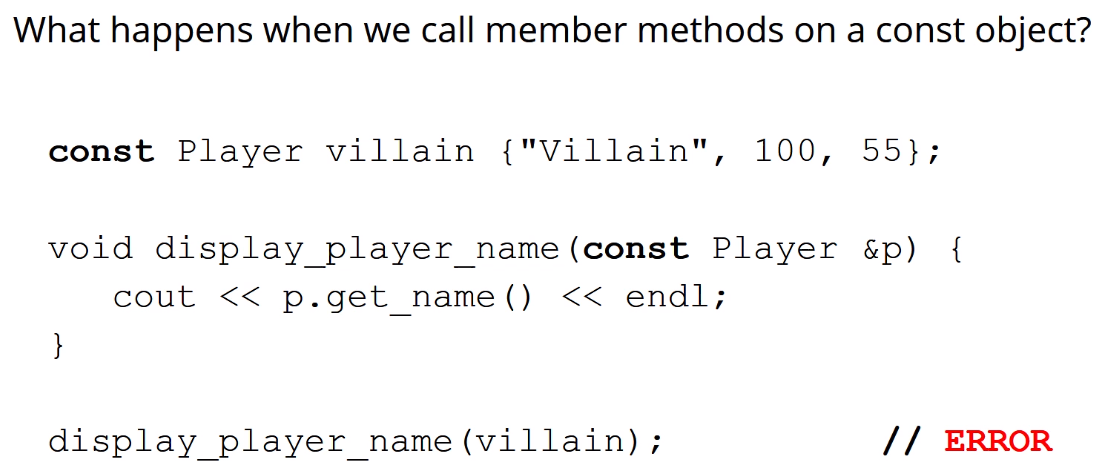 What happens when we call member methods on a const object?
const Player villain {"Villain", 100, 55};
void display_player_name(const Player &p) {
cout << p.get_name() << endl;
}
display_player_name(villain); // ERROR